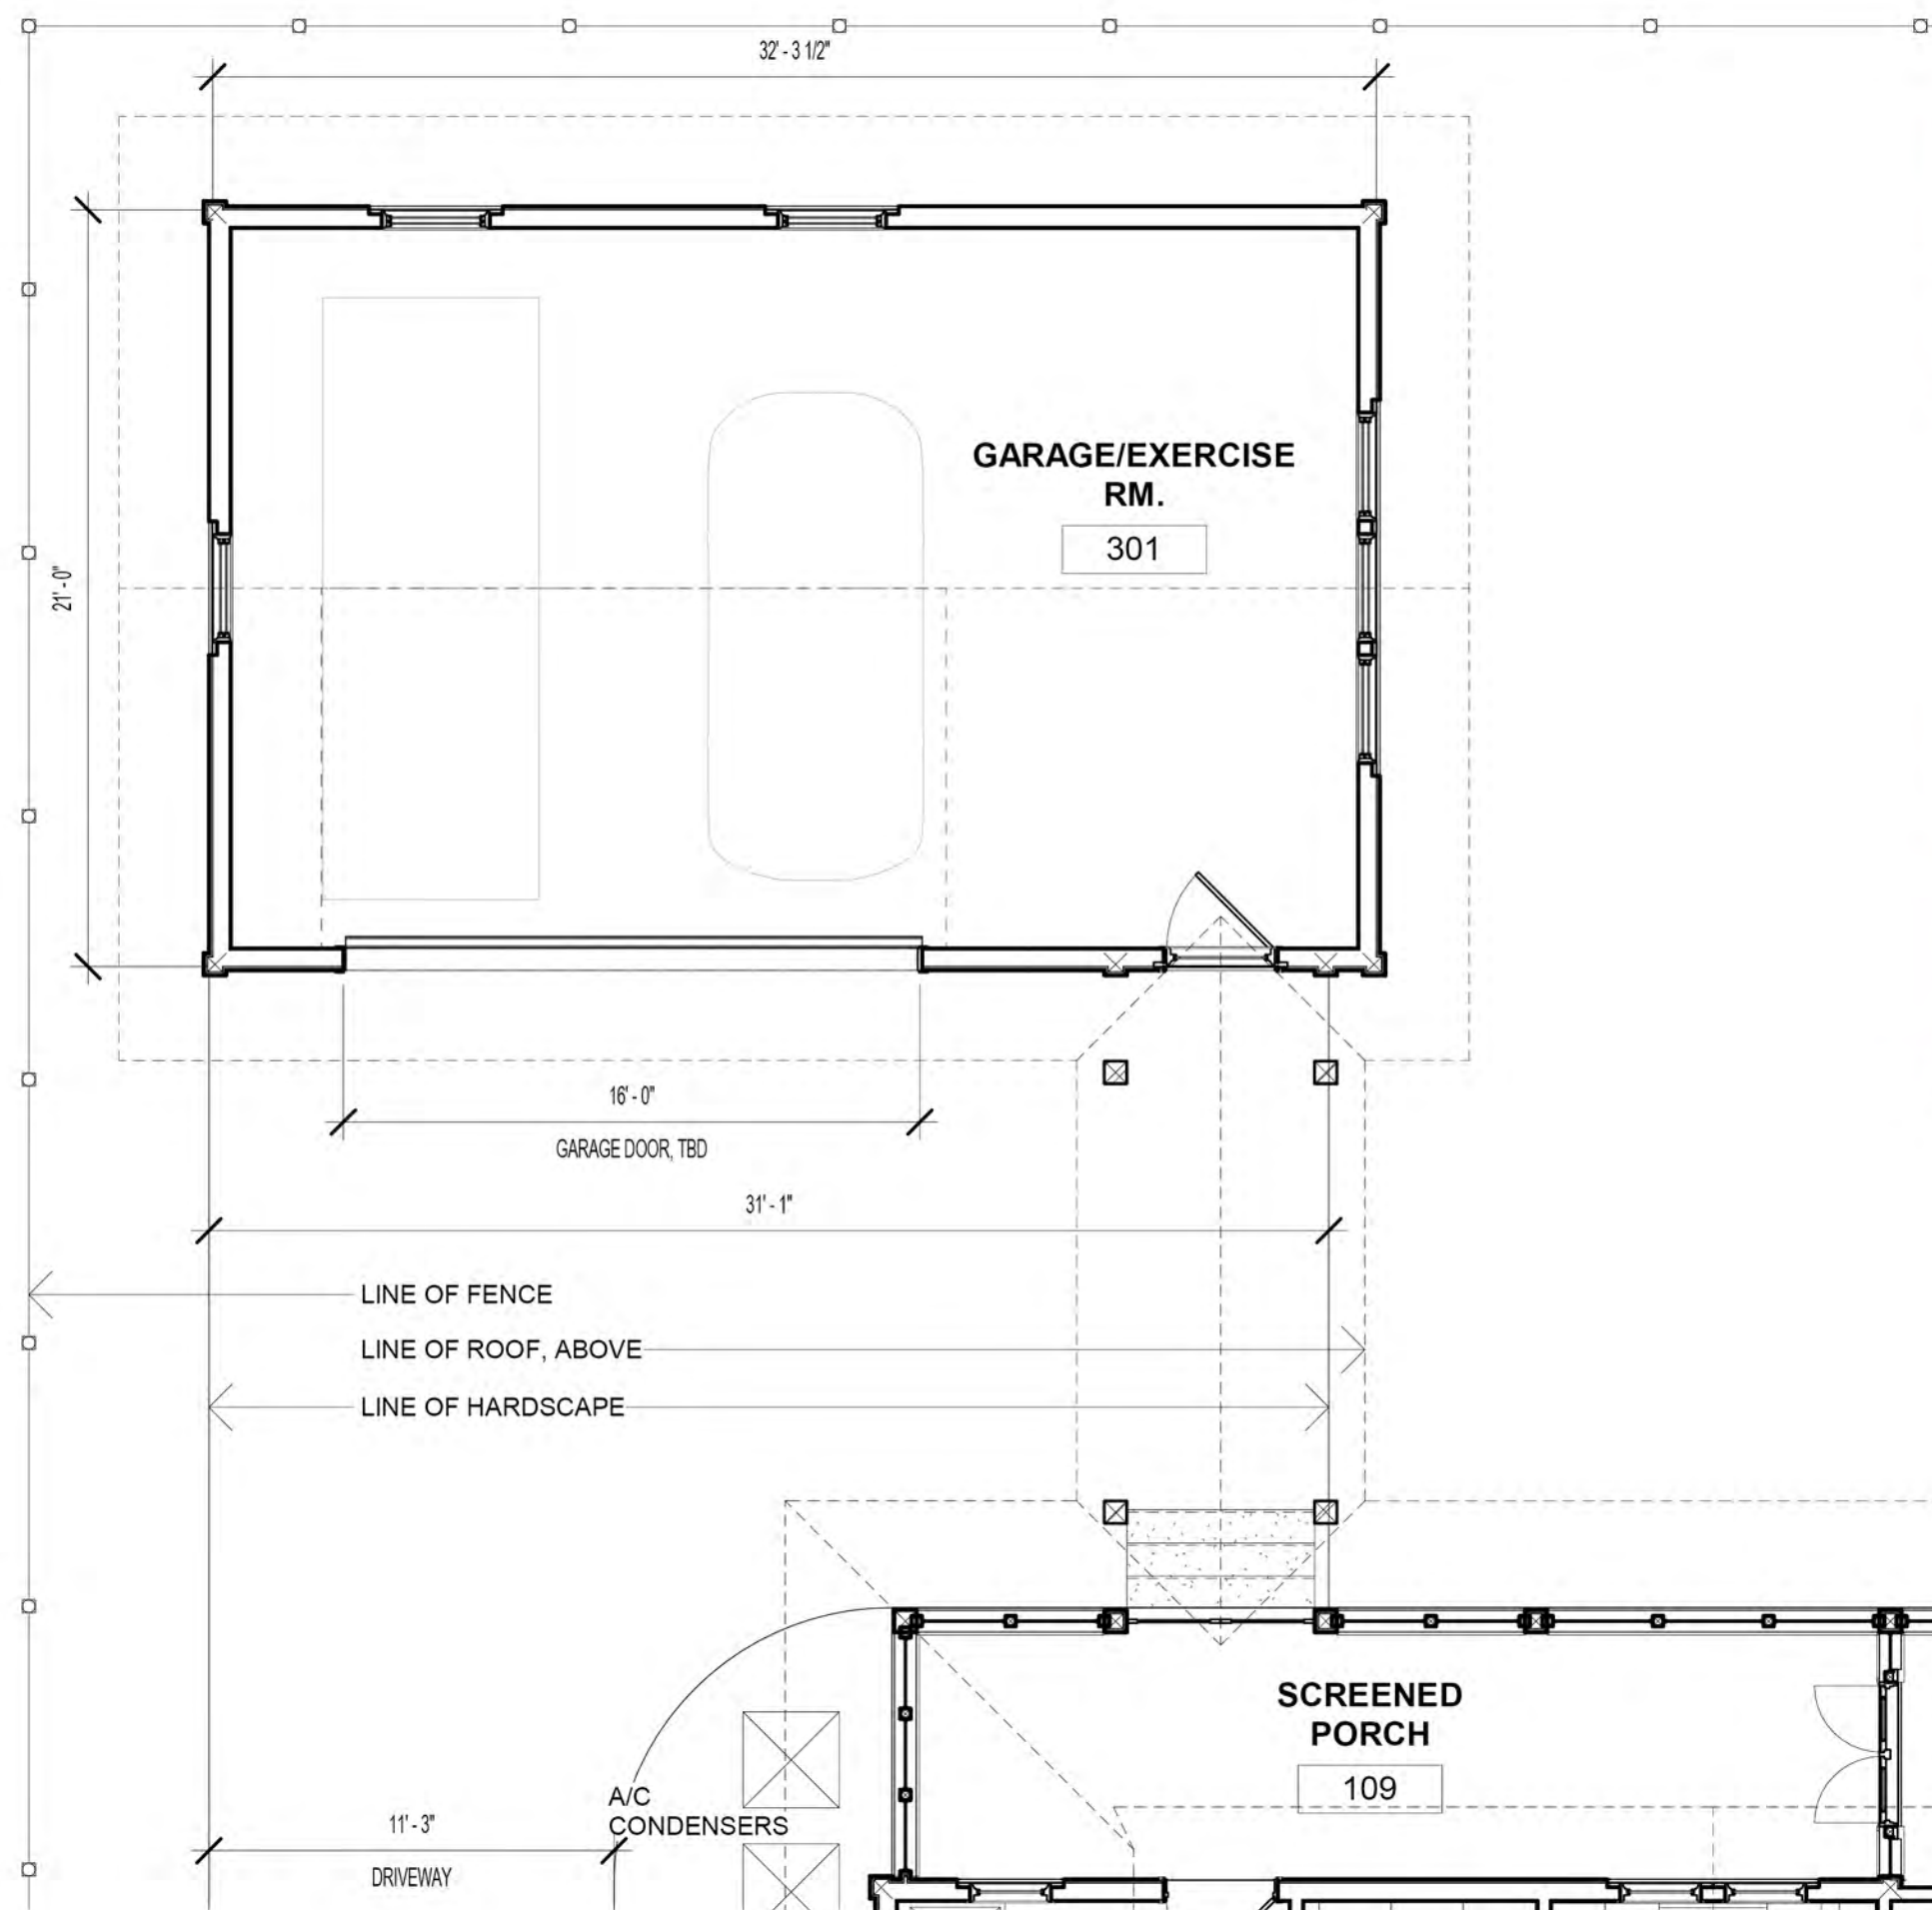 32' - 3 1/2"
GARAGE/EXERCISE
RM.
301
21' - 0"
16' - 0"
GARAGE DOOR, TBD
31' - 1"
LINE OF FENCE
LINE OF ROOF, ABOVE
LINE OF HARDSCAPE
SCREENED
PORCH
109
A/C
CONDENSERS
11' - 3"
DRIVEWAY